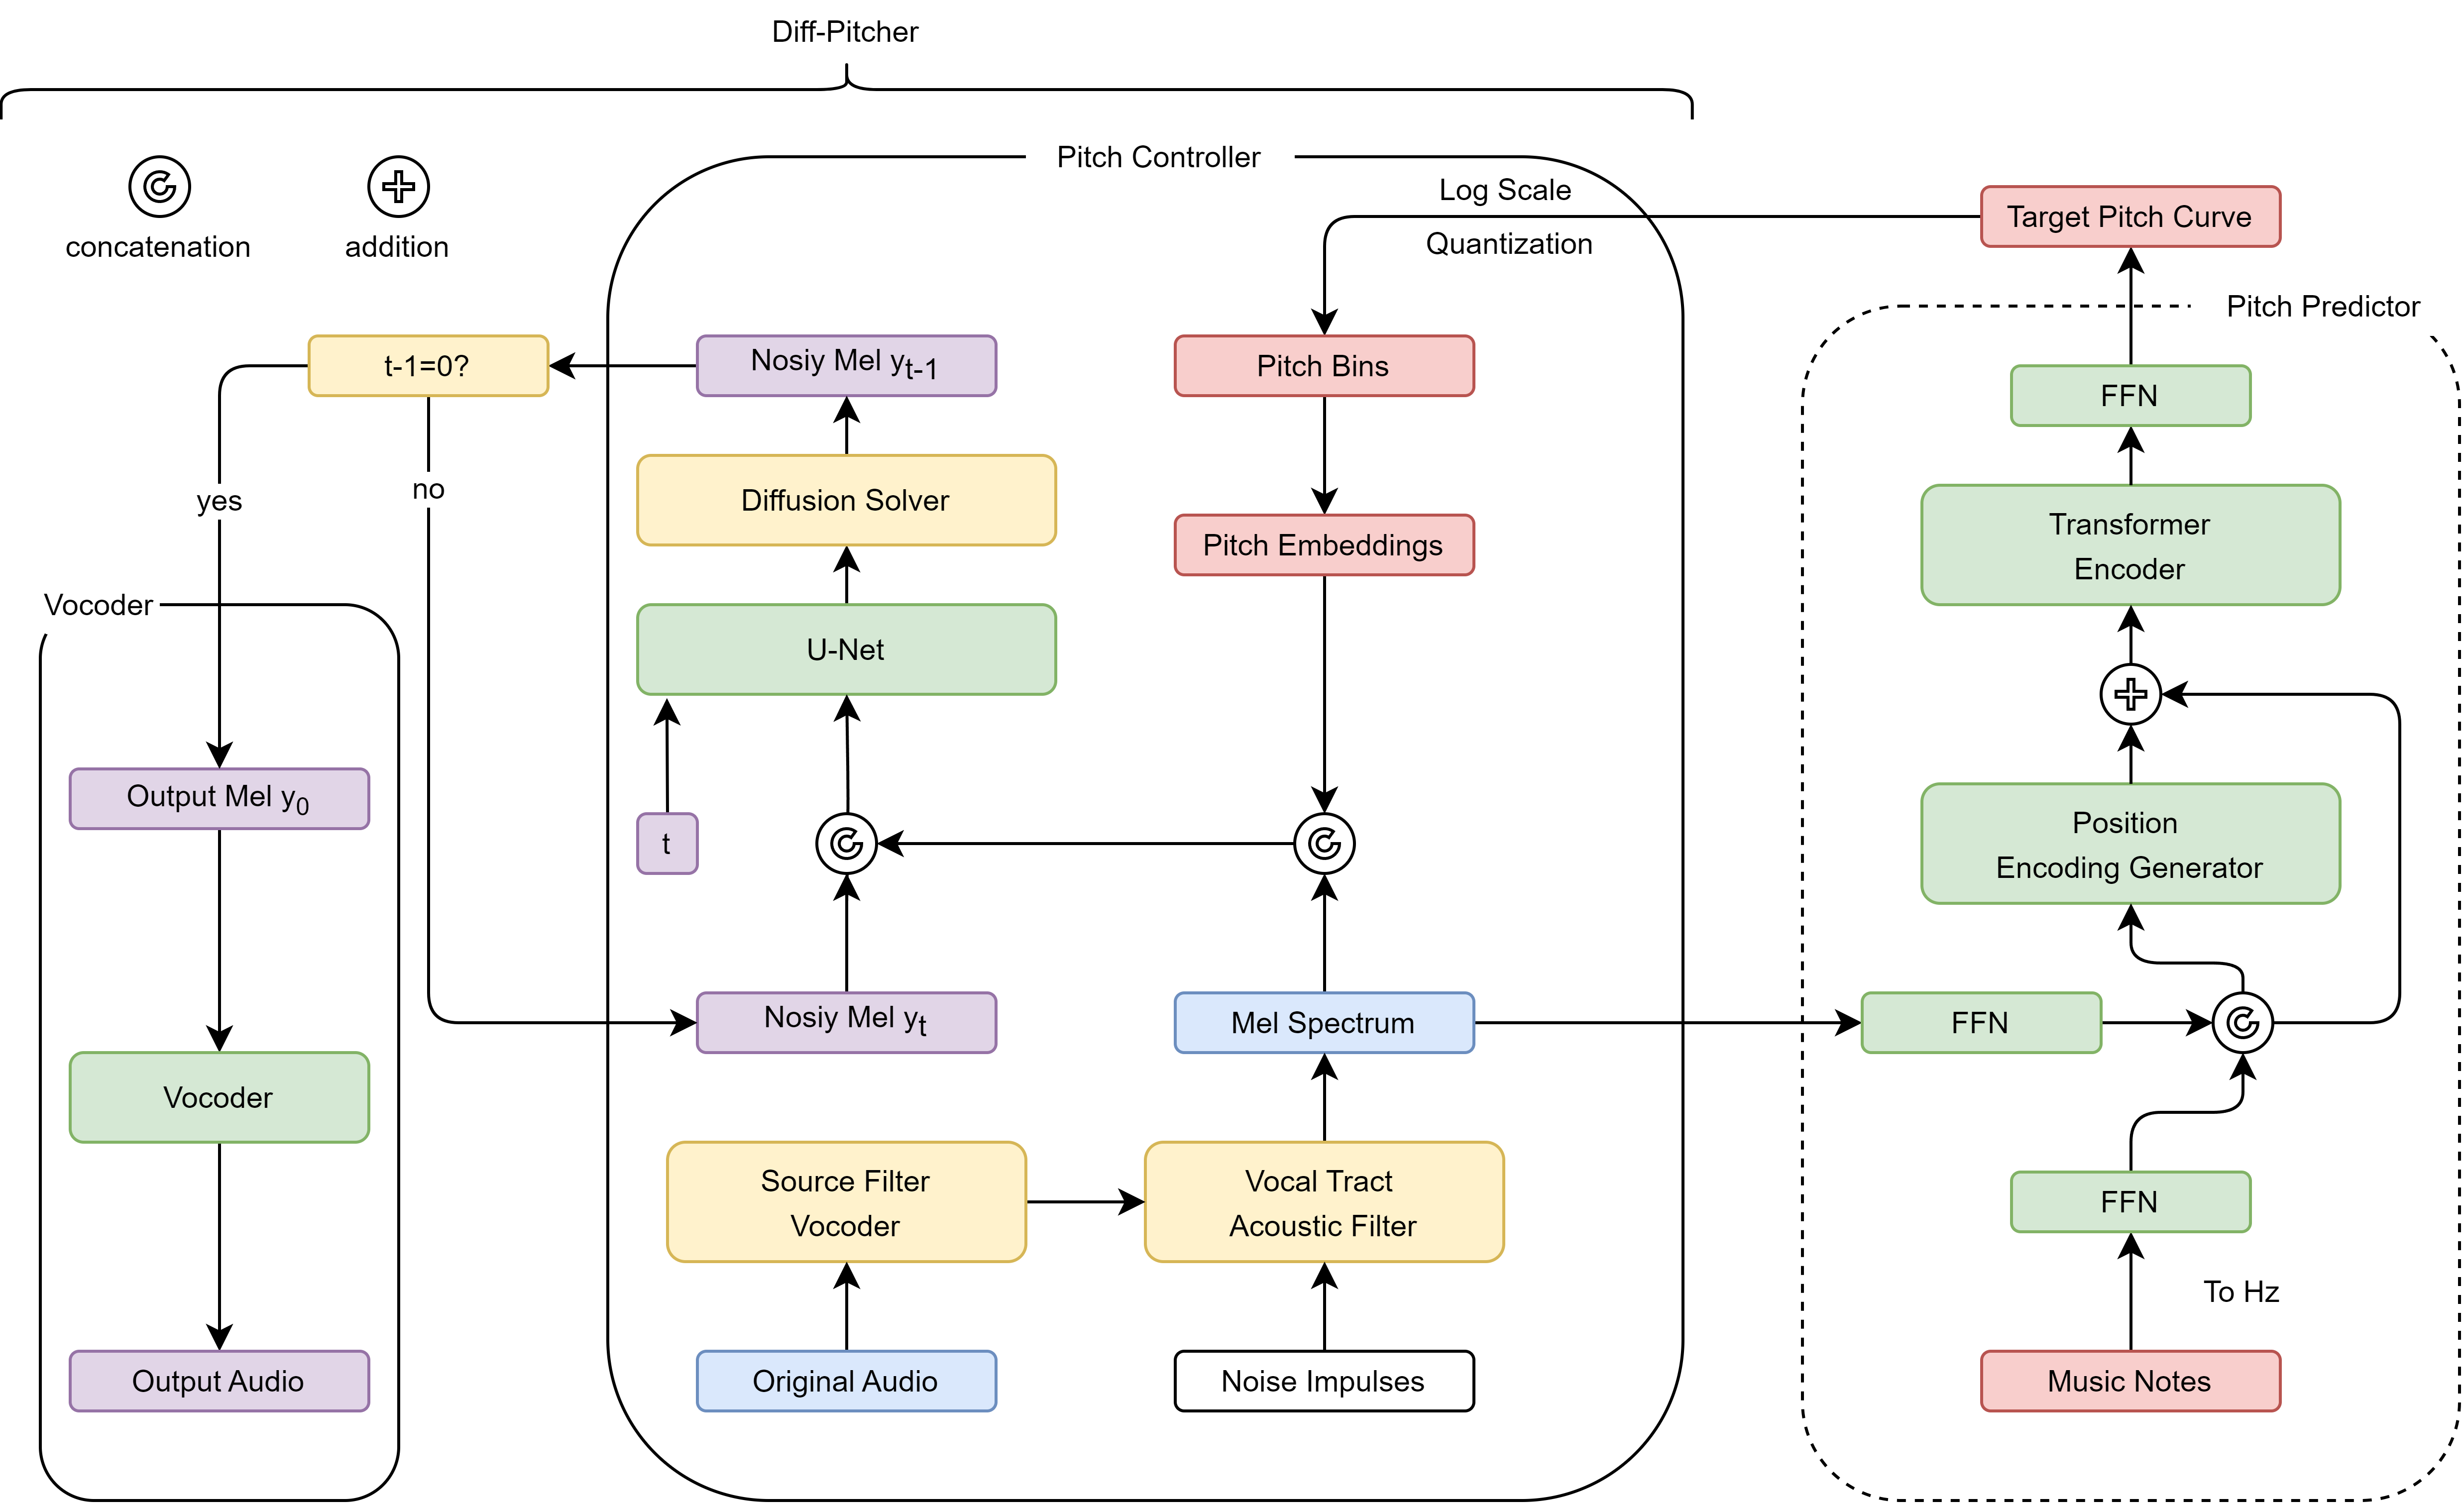 Diff-Pitcher
Pitch Controller
concatenation
addition
Log Scale
Quantization
Target Pitch Curve
Pitch Predictor
t-1=0?
Nosiy Mel yt-1
Pitch Bins
FFN
yes
no
Diffusion Solver
Pitch Embeddings
Transformer
Encoder
Vocoder
U-Net
Output Mel y0
t
Position
Encoding Generator
Nosiy Mel yt
Mel Spectrum
FFN
Vocoder
Source Filter
Vocoder
Vocal Tract
Acoustic Filter
FFN
To Hz
Output Audio
Original Audio
Noise Impulses
Music Notes